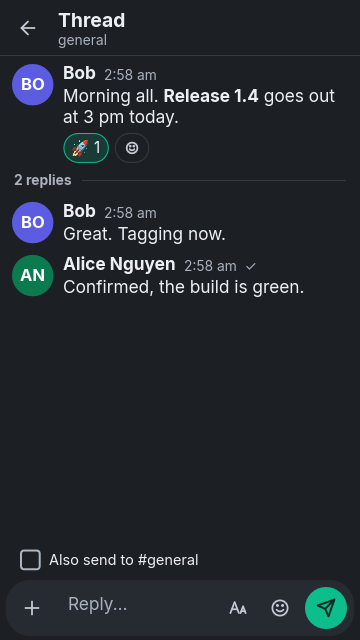 Thread
general
BO
Bob 2:58 am
Morning all. Release 1.4 goes out
at 3 pm today.
🚀 1
2 replies
BO
Bob 2:58 am
Great. Tagging now.
AN
Alice Nguyen 2:58 am ✓
Confirmed, the build is green.
Also send to #general
Reply...
AA